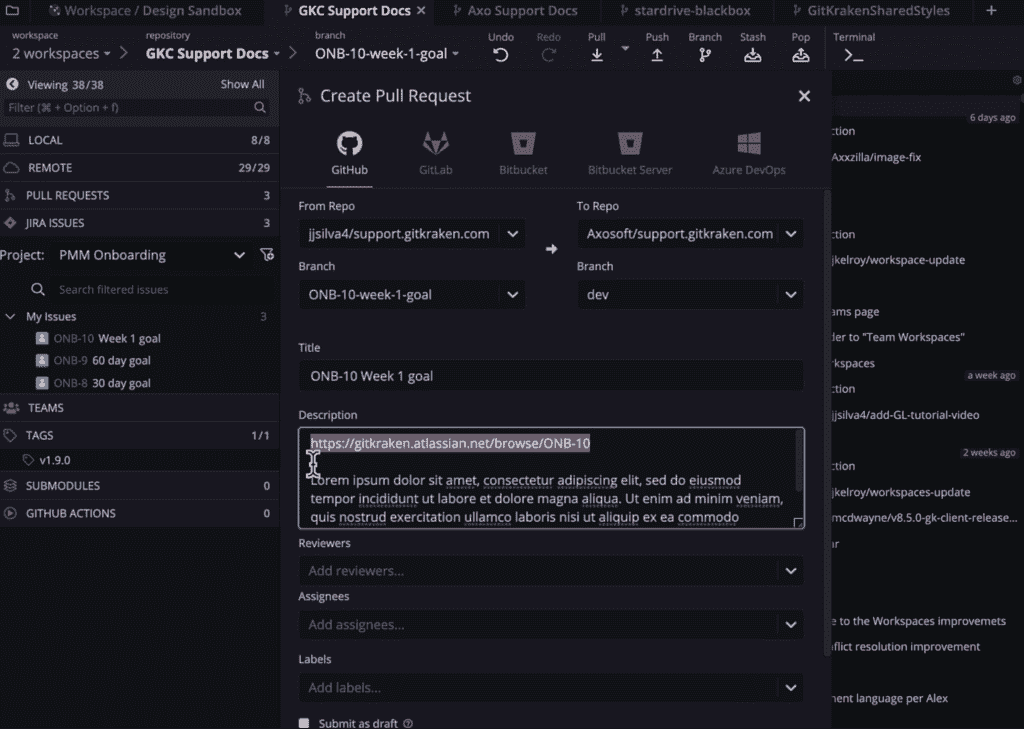 Workspace / Design Sandbox
GKC Support Docs
Axo Support Docs
stardrive-blackbox
GitKrakenSharedStyles
workspace
2 workspaces
repository
GKC Support Docs
branch
ONB-10-week-1-goal
Undo
Redo
Pull
Push
Branch
Stash
Pop
Terminal
Viewing 38/38
Show All
Filter (⌘ + Option + f)
LOCAL 8/8
REMOTE 29/29
PULL REQUESTS 3
JIRA ISSUES 3
Project: PMM Onboarding
Search filtered issues
My Issues 3
ONB-10 Week 1 goal
ONB-9 60 day goal
ONB-8 30 day goal
TEAMS
TAGS 1/1
v1.9.0
SUBMODULES 0
GITHUB ACTIONS 0
Create Pull Request
GitHub
GitLab
Bitbucket
Bitbucket Server
Azure DevOps
From Repo
jjsilva4/support.gitkraken.com
To Repo
Axosoft/support.gitkraken.com
Branch
ONB-10-week-1-goal
Branch
dev
Title
ONB-10 Week 1 goal
Description
https://gitkraken.atlassian.net/browse/ONB-10
Lorem ipsum dolor sit amet, consectetur adipiscing elit, sed do eiusmod
tempor incididunt ut labore et dolore magna aliqua. Ut enim ad minim veniam,
quis nostrud exercitation ullamco laboris nisi ut aliquip ex ea commodo
Reviewers
Add reviewers...
Assignees
Add assignees...
Labels
Add labels...
Submit as draft
6 days ago
ction
Axxzilla/image-fix
ction
jkelroy/workspace-update
ams page
der to "Team Workspaces"
rkspaces
a week ago
ction
jjsilva4/add-GL-tutorial-video
2 weeks ago
ction
jkelroy/workspaces-update
mcdwayne/v8.5.0-gk-client-release...
ar
e to the Workspaces improvemets
nflict resolution improvement
nent language per Alex